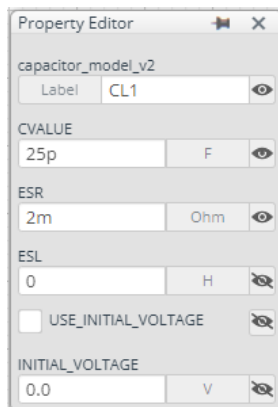 Property Editor
capacitor_model_v2
Label CL1
CVALUE
25p F
ESR
2m Ohm
ESL
0 H
USE_INITIAL_VOLTAGE
INITIAL_VOLTAGE
0.0 V